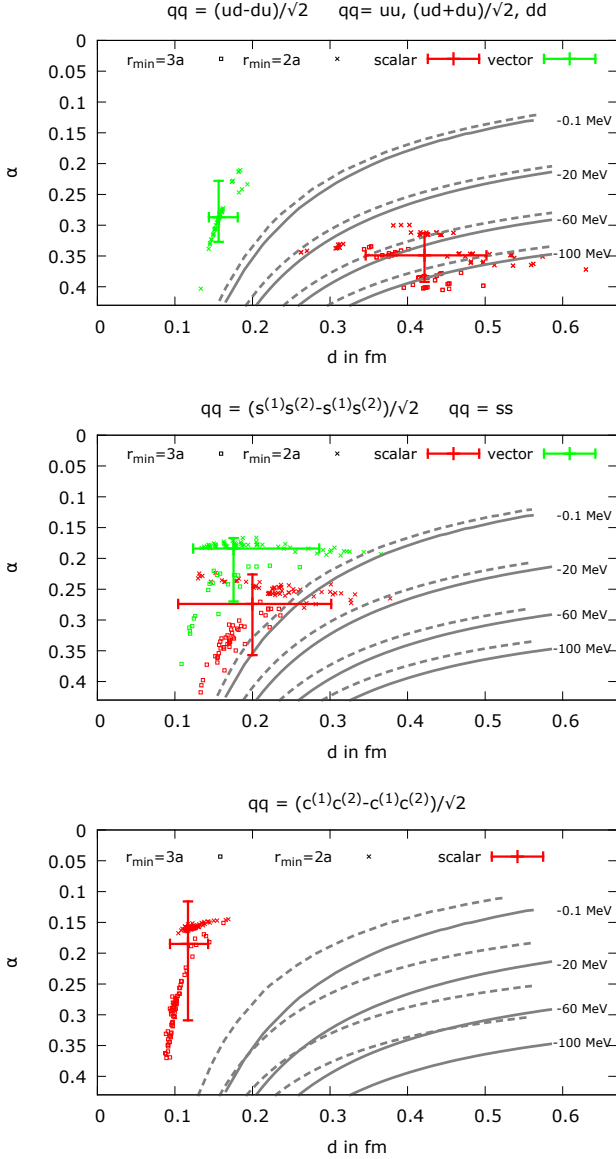 qq = (ud-du)/√2 qq= uu, (ud+du)/√2, dd
0
0.05
0.1
0.15
0.2
0.25
0.3
0.35
0.4
α
r_min=3a r_min=2a scalar vector
-0.1 MeV
-20 MeV
-60 MeV
-100 MeV
0 0.1 0.2 0.3 0.4 0.5 0.6
d in fm
qq = (s⁽¹⁾s⁽²⁾-s⁽¹⁾s⁽²⁾)/√2 qq = ss
0
0.05
0.1
0.15
0.2
0.25
0.3
0.35
0.4
α
r_min=3a r_min=2a scalar vector
-0.1 MeV
-20 MeV
-60 MeV
-100 MeV
0 0.1 0.2 0.3 0.4 0.5 0.6
d in fm
qq = (c⁽¹⁾c⁽²⁾-c⁽¹⁾c⁽²⁾)/√2
0
0.05
0.1
0.15
0.2
0.25
0.3
0.35
0.4
α
r_min=3a r_min=2a scalar
-0.1 MeV
-20 MeV
-60 MeV
-100 MeV
0 0.1 0.2 0.3 0.4 0.5 0.6
d in fm